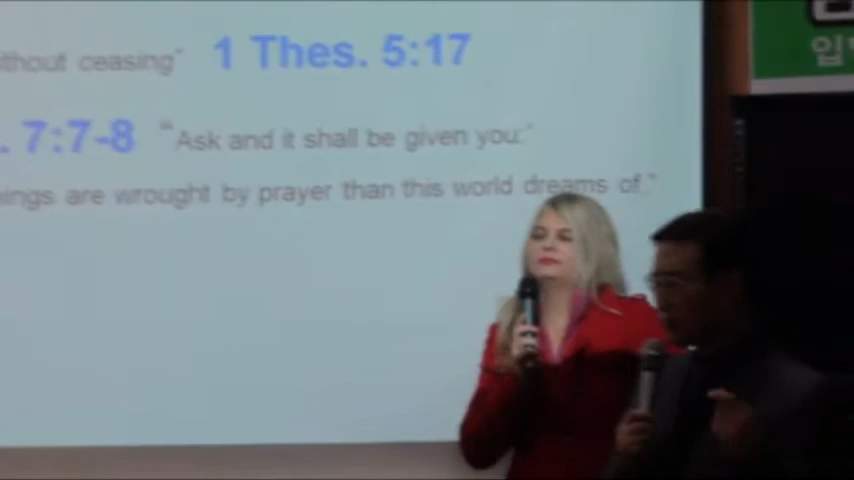 ithout ceasing" 1 Thes. 5:17
. 7:7-8 "Ask and it shall be given you:"
ings are wrought by prayer than this world dreams of."
입